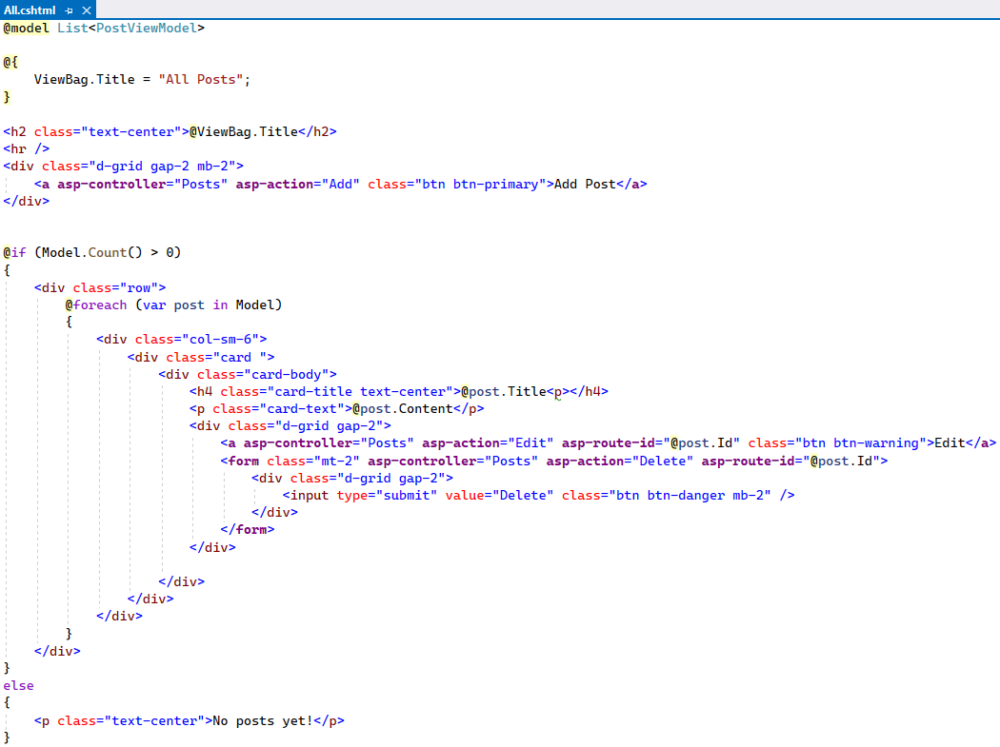 All.cshtml
@model List<PostViewModel>
@{
    ViewBag.Title = "All Posts";
}
<h2 class="text-center">@ViewBag.Title</h2>
<hr />
<div class="d-grid gap-2 mb-2">
    <a asp-controller="Posts" asp-action="Add" class="btn btn-primary">Add Post</a>
</div>
@if (Model.Count() > 0)
{
    <div class="row">
        @foreach (var post in Model)
        {
            <div class="col-sm-6">
                <div class="card ">
                    <div class="card-body">
                        <h4 class="card-title text-center">@post.Title<p></h4>
                        <p class="card-text">@post.Content</p>
                        <div class="d-grid gap-2">
                            <a asp-controller="Posts" asp-action="Edit" asp-route-id="@post.Id" class="btn btn-warning">Edit</a>
                            <form class="mt-2" asp-controller="Posts" asp-action="Delete" asp-route-id="@post.Id">
                                <div class="d-grid gap-2">
                                    <input type="submit" value="Delete" class="btn btn-danger mb-2" />
                                </div>
                            </form>
                        </div>
                    </div>
                </div>
            </div>
        }
    </div>
}
else
{
    <p class="text-center">No posts yet!</p>
}